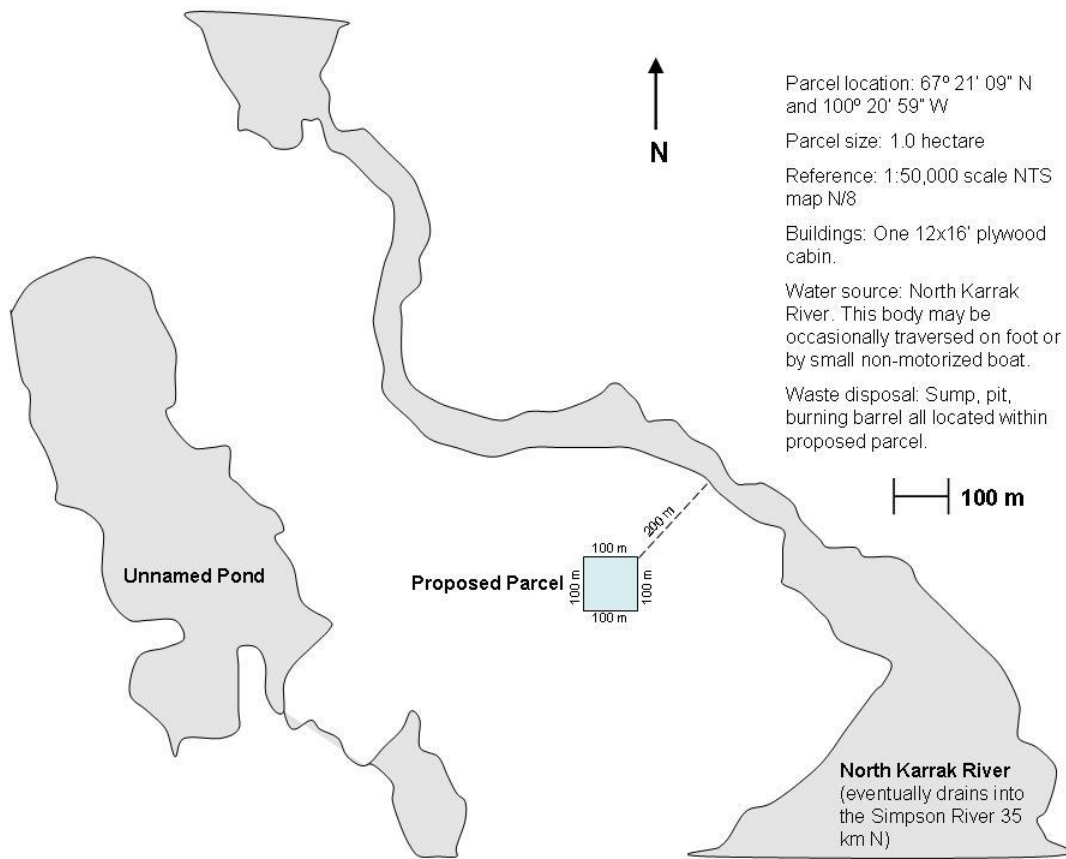 N
Parcel location: 67º 21' 09" N
and 100º 20' 59" W
Parcel size: 1.0 hectare
Reference: 1:50,000 scale NTS
map N/8
Buildings: One 12x16' plywood
cabin.
Water source: North Karrak
River. This body may be
occasionally traversed on foot or
by small non-motorized boat.
Waste disposal: Sump, pit,
burning barrel all located within
proposed parcel.
100 m
200 m
Unnamed Pond
Proposed Parcel
100 m
100 m
100 m
100 m
North Karrak River
(eventually drains into
the Simpson River 35
km N)